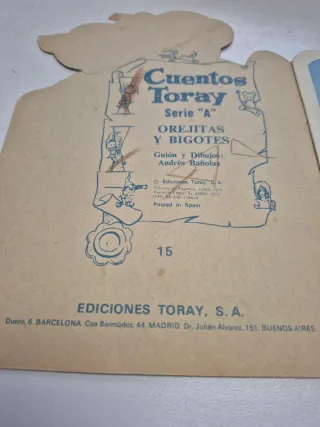 Cuentos
Toray
Serie "A"
OREJITAS
Y BIGOTES
Guión y Dibujos:
Andrés Bañolas
© Ediciones Toray, S. A.
Printed in Spain
15
EDICIONES TORAY, S. A.
Duero, 6. BARCELONA. Cea Bermúdez, 44. MADRID. Dr. Julián Alvarez, 151. BUENOS AIRES